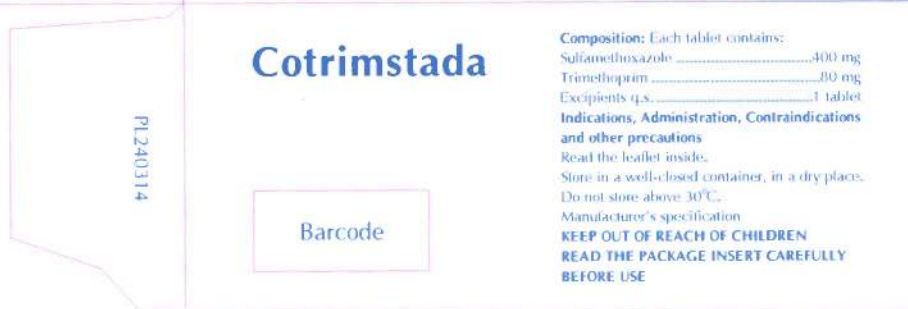 PL240314
Cotrimstada
Barcode
Composition: Each tablet contains:
Sulfamethoxazole ........................................400 mg
Trimethoprim ................................................80 mg
Excipients q.s. ..............................................1 tablet
Indications, Administration, Contraindications
and other precautions
Read the leaflet inside.
Store in a well-closed container, in a dry place.
Do not store above 30°C.
Manufacturer's specification
KEEP OUT OF REACH OF CHILDREN
READ THE PACKAGE INSERT CAREFULLY
BEFORE USE